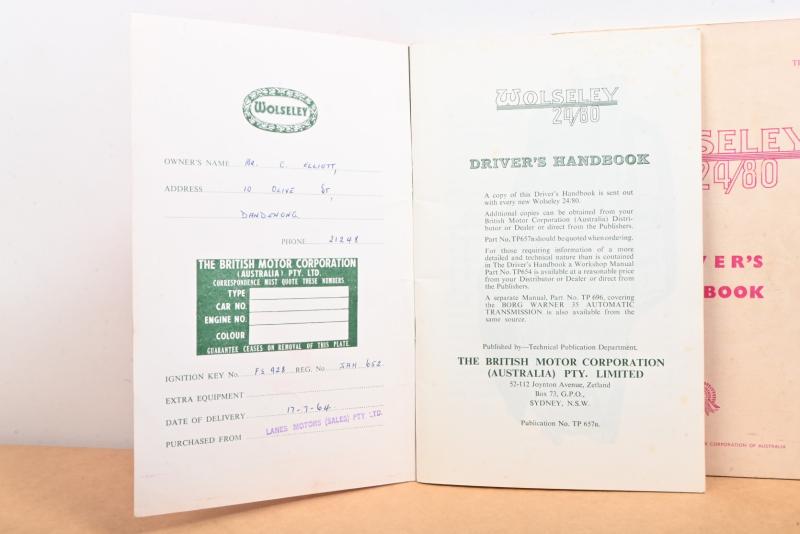 WOLSELEY
OWNER'S NAME MR. C. ELLIOTT,
ADDRESS 10 OLIVE ST,
DANDENONG
PHONE 21248
THE BRITISH MOTOR CORPORATION
(AUSTRALIA) PTY. LTD.
CORRESPONDENCE MUST QUOTE THESE NUMBERS
TYPE
CAR NO.
ENGINE NO.
COLOUR
GUARANTEE CEASES ON REMOVAL OF THIS PLATE
IGNITION KEY No. FS 928 REG. No. JAH 652
EXTRA EQUIPMENT
DATE OF DELIVERY 17-7-64
PURCHASED FROM LANES MOTORS (SALES) PTY. LTD.
WOLSELEY
24/80
DRIVER'S HANDBOOK
A copy of this Driver's Handbook is sent out
with every new Wolseley 24/80.
Additional copies can be obtained from your
British Motor Corporation (Australia) Distri-
butor or Dealer or direct from the Publishers.
Part No. TP657B should be quoted when ordering.
For those requiring information of a more
detailed and technical nature than is contained
in The Driver's Handbook a Workshop Manual
Part No. TP654 is available at a reasonable price
from your Distributor or Dealer or direct from
the Publishers.
A separate Manual, Part No. TP 696, covering
the BORG WARNER 35 AUTOMATIC
TRANSMISSION is also available from the
same source.
Published by—Technical Publication Department,
THE BRITISH MOTOR CORPORATION
(AUSTRALIA) PTY. LIMITED
52-112 Joynton Avenue, Zetland
Box 73, G.P.O.,
SYDNEY, N.S.W.
Publication No. TP 657B.
SELEY
24/80
VER'S
BOOK
CORPORATION OF AUSTRALIA